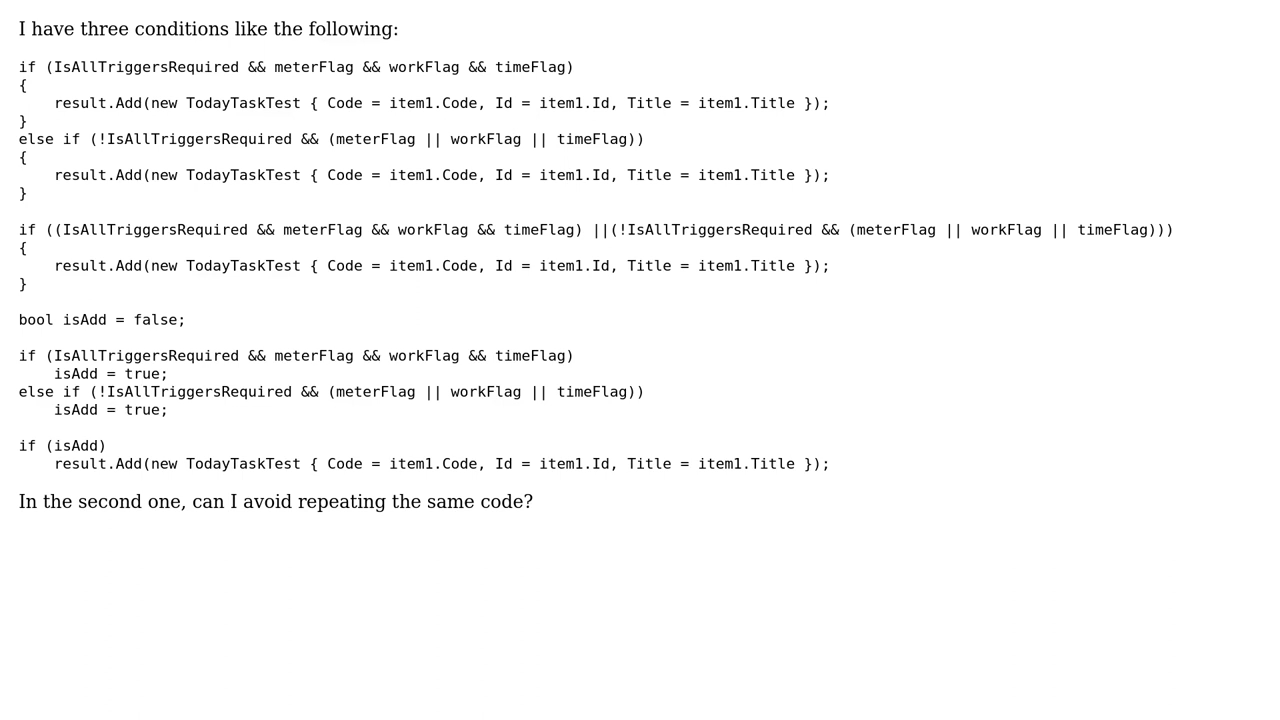 I have three conditions like the following:
if (IsAllTriggersRequired && meterFlag && workFlag && timeFlag)
{
    result.Add(new TodayTaskTest { Code = item1.Code, Id = item1.Id, Title = item1.Title });
}
else if (!IsAllTriggersRequired && (meterFlag || workFlag || timeFlag))
{
    result.Add(new TodayTaskTest { Code = item1.Code, Id = item1.Id, Title = item1.Title });
}
if ((IsAllTriggersRequired && meterFlag && workFlag && timeFlag) ||(!IsAllTriggersRequired && (meterFlag || workFlag || timeFlag)))
{
    result.Add(new TodayTaskTest { Code = item1.Code, Id = item1.Id, Title = item1.Title });
}
bool isAdd = false;
if (IsAllTriggersRequired && meterFlag && workFlag && timeFlag)
    isAdd = true;
else if (!IsAllTriggersRequired && (meterFlag || workFlag || timeFlag))
    isAdd = true;
if (isAdd)
    result.Add(new TodayTaskTest { Code = item1.Code, Id = item1.Id, Title = item1.Title });
In the second one, can I avoid repeating the same code?